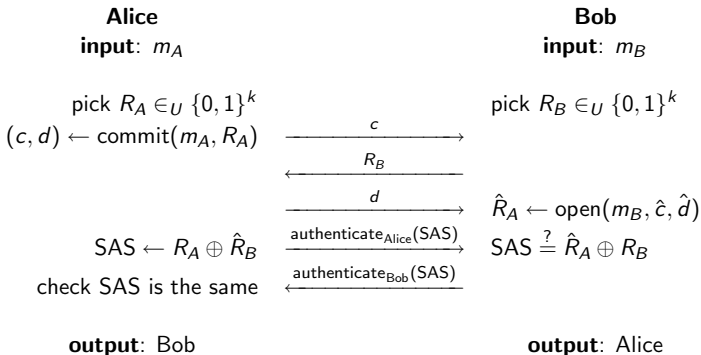 Alice Bob
input: m_A input: m_B
pick R_A ∈_U {0, 1}^k pick R_B ∈_U {0, 1}^k
(c, d) ← commit(m_A, R_A) c
R_B
d R̂_A ← open(m_B, ĉ, d̂)
SAS ← R_A ⊕ R̂_B authenticate_Alice(SAS) SAS ≟ R̂_A ⊕ R_B
check SAS is the same authenticate_Bob(SAS)
output: Bob output: Alice